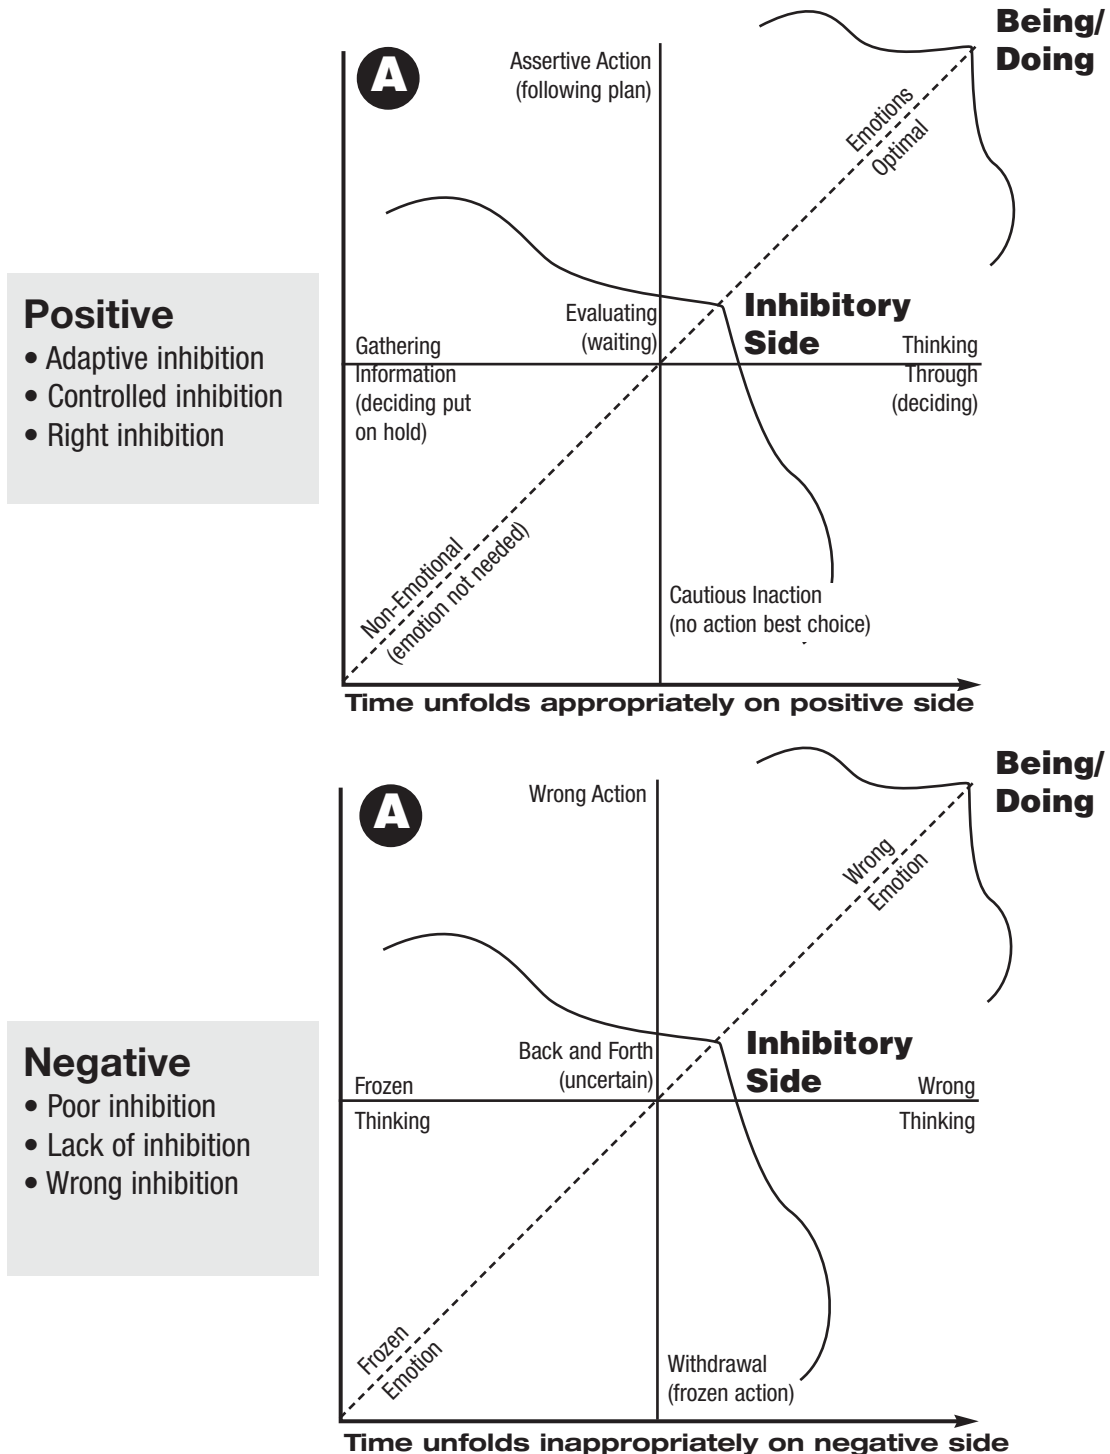 Being/
Doing
A
Assertive Action
(following plan)
Emotions
Optimal
Positive
• Adaptive inhibition
• Controlled inhibition
• Right inhibition
Evaluating
(waiting)
Inhibitory
Side
Gathering
Information
(deciding put
on hold)
Thinking
Through
(deciding)
Non-Emotional
(emotion not needed)
Cautious Inaction
(no action best choice)
Time unfolds appropriately on positive side
Being/
Doing
A
Wrong Action
Wrong
Emotion
Negative
• Poor inhibition
• Lack of inhibition
• Wrong inhibition
Back and Forth
(uncertain)
Inhibitory
Side
Frozen
Thinking
Wrong
Thinking
Frozen
Emotion
Withdrawal
(frozen action)
Time unfolds inappropriately on negative side